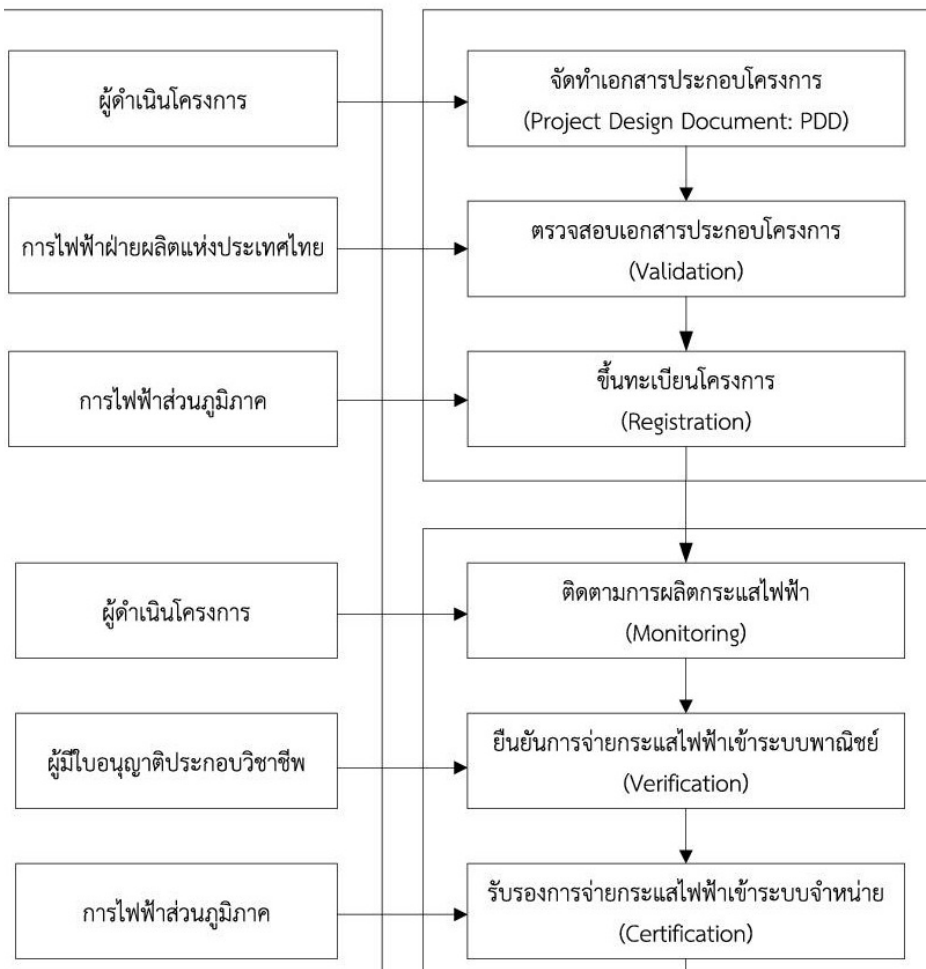 ผู้ดำเนินโครงการ
จัดทำเอกสารประกอบโครงการ
(Project Design Document: PDD)
การไฟฟ้าฝ่ายผลิตแห่งประเทศไทย
ตรวจสอบเอกสารประกอบโครงการ
(Validation)
การไฟฟ้าส่วนภูมิภาค
ขึ้นทะเบียนโครงการ
(Registration)
ผู้ดำเนินโครงการ
ติดตามการผลิตกระแสไฟฟ้า
(Monitoring)
ผู้มีใบอนุญาติประกอบวิชาชีพ
ยืนยันการจ่ายกระแสไฟฟ้าเข้าระบบพาณิชย์
(Verification)
การไฟฟ้าส่วนภูมิภาค
รับรองการจ่ายกระแสไฟฟ้าเข้าระบบจำหน่าย
(Certification)